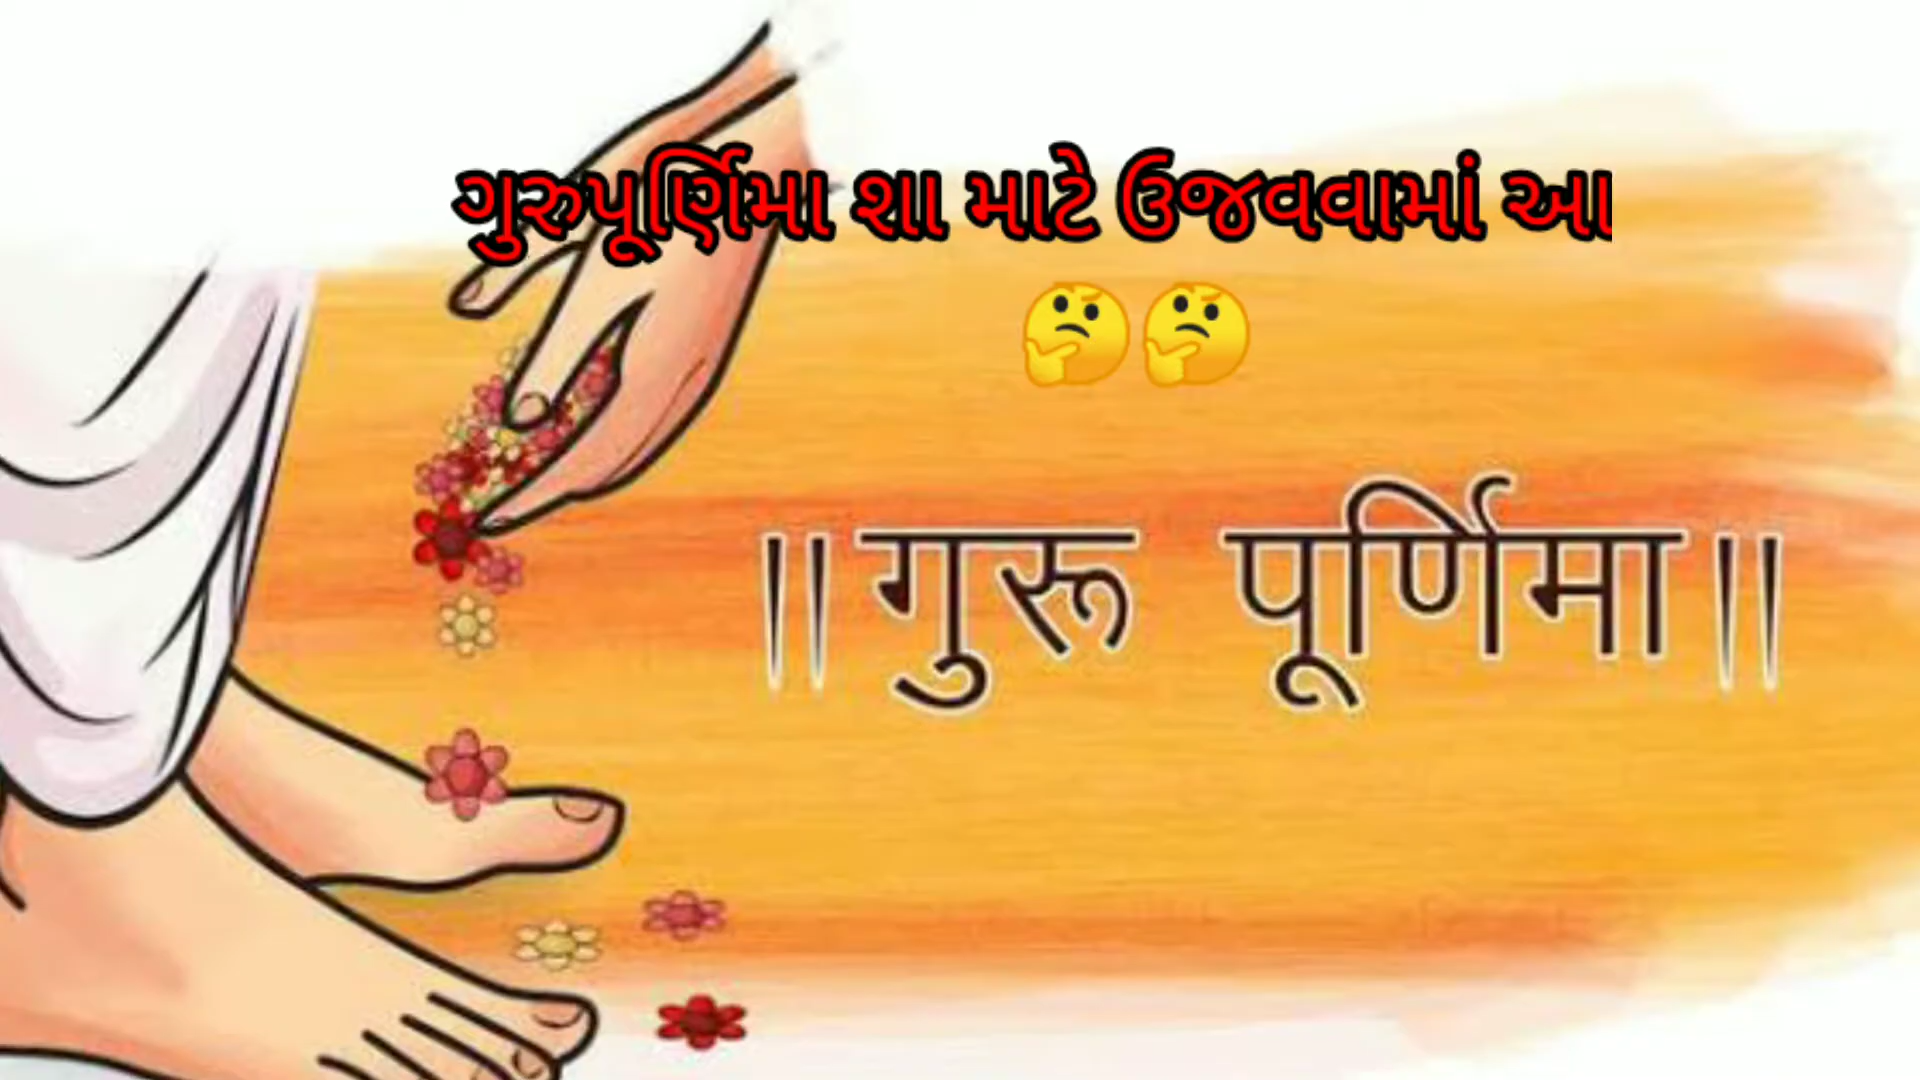 ગુરુપૂર્ણિમા શા માટે ઉજવવામાં આ
🤔🤔
॥ गुरू पूर्णिमा ॥